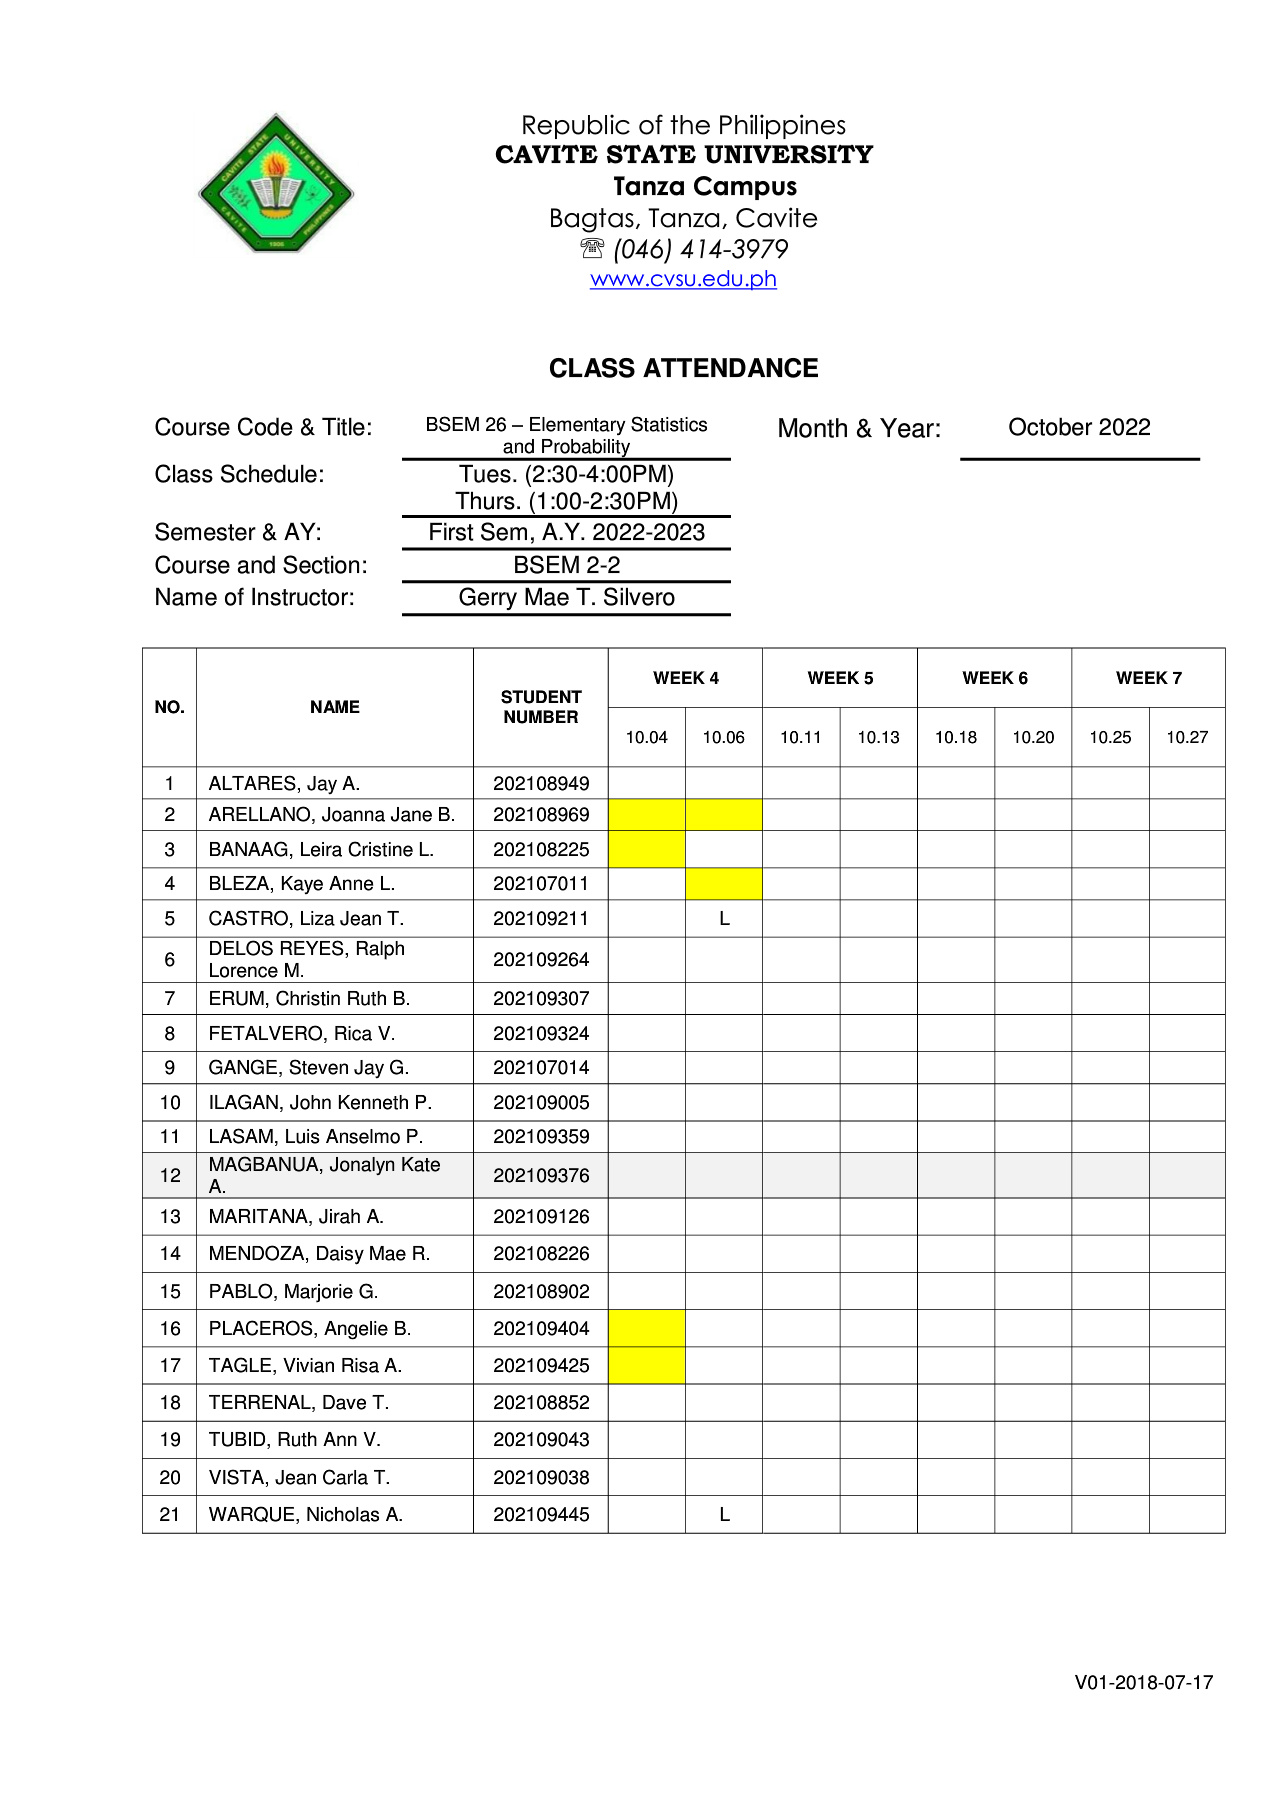 Republic of the Philippines
CAVITE STATE UNIVERSITY
Tanza Campus
Bagtas, Tanza, Cavite
☏ (046) 414-3979
www.cvsu.edu.ph
CAVITE STATE UNIVERSITY
CAVITE PHILIPPINES
1906
CLASS ATTENDANCE
Course Code & Title: BSEM 26 – Elementary Statistics and Probability Month & Year: October 2022
Class Schedule: Tues. (2:30-4:00PM)
Thurs. (1:00-2:30PM)
Semester & AY: First Sem, A.Y. 2022-2023
Course and Section: BSEM 2-2
Name of Instructor: Gerry Mae T. Silvero
NO. NAME STUDENT NUMBER WEEK 4 WEEK 5 WEEK 6 WEEK 7
10.04 10.06 10.11 10.13 10.18 10.20 10.25 10.27
1 ALTARES, Jay A. 202108949
2 ARELLANO, Joanna Jane B. 202108969
3 BANAAG, Leira Cristine L. 202108225
4 BLEZA, Kaye Anne L. 202107011
5 CASTRO, Liza Jean T. 202109211 L
6 DELOS REYES, Ralph Lorence M. 202109264
7 ERUM, Christin Ruth B. 202109307
8 FETALVERO, Rica V. 202109324
9 GANGE, Steven Jay G. 202107014
10 ILAGAN, John Kenneth P. 202109005
11 LASAM, Luis Anselmo P. 202109359
12 MAGBANUA, Jonalyn Kate A. 202109376
13 MARITANA, Jirah A. 202109126
14 MENDOZA, Daisy Mae R. 202108226
15 PABLO, Marjorie G. 202108902
16 PLACEROS, Angelie B. 202109404
17 TAGLE, Vivian Risa A. 202109425
18 TERRENAL, Dave T. 202108852
19 TUBID, Ruth Ann V. 202109043
20 VISTA, Jean Carla T. 202109038
21 WARQUE, Nicholas A. 202109445 L
V01-2018-07-17